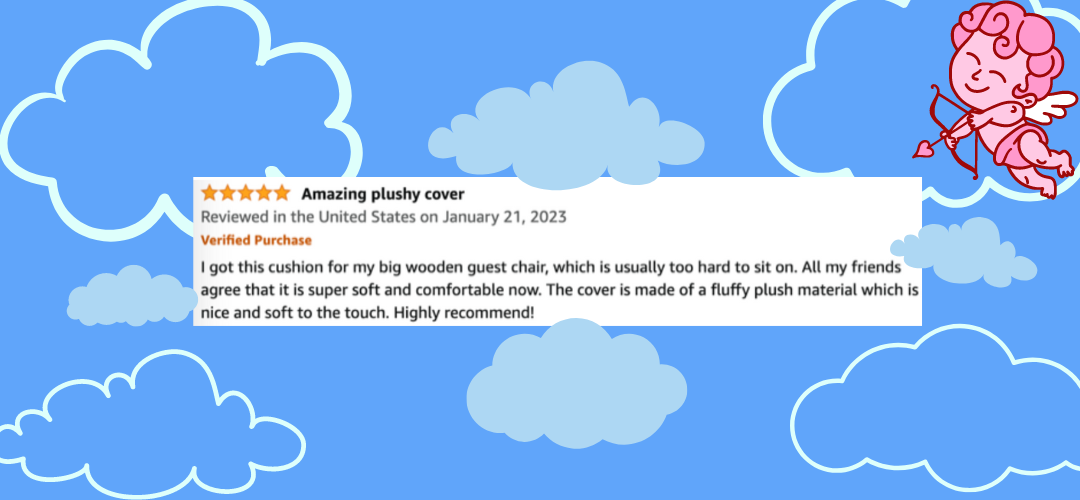 Amazing plushy cover
Reviewed in the United States on January 21, 2023
Verified Purchase
I got this cushion for my big wooden guest chair, which is usually too hard to sit on. All my friends
agree that it is super soft and comfortable now. The cover is made of a fluffy plush material which is
nice and soft to the touch. Highly recommend!